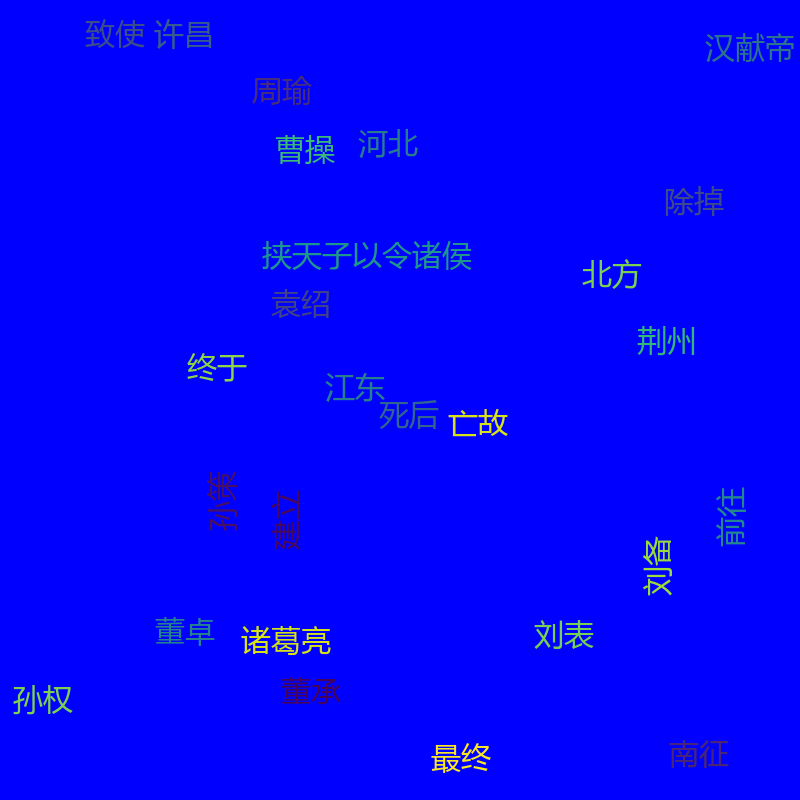 致使 许昌
汉献帝
周瑜
曹操
河北
除掉
挟天子以令诸侯
北方
袁绍
荆州
终于
江东
死后
亡故
孙策
建立
前往
刘备
董卓
诸葛亮
刘表
董承
孙权
最终
南征